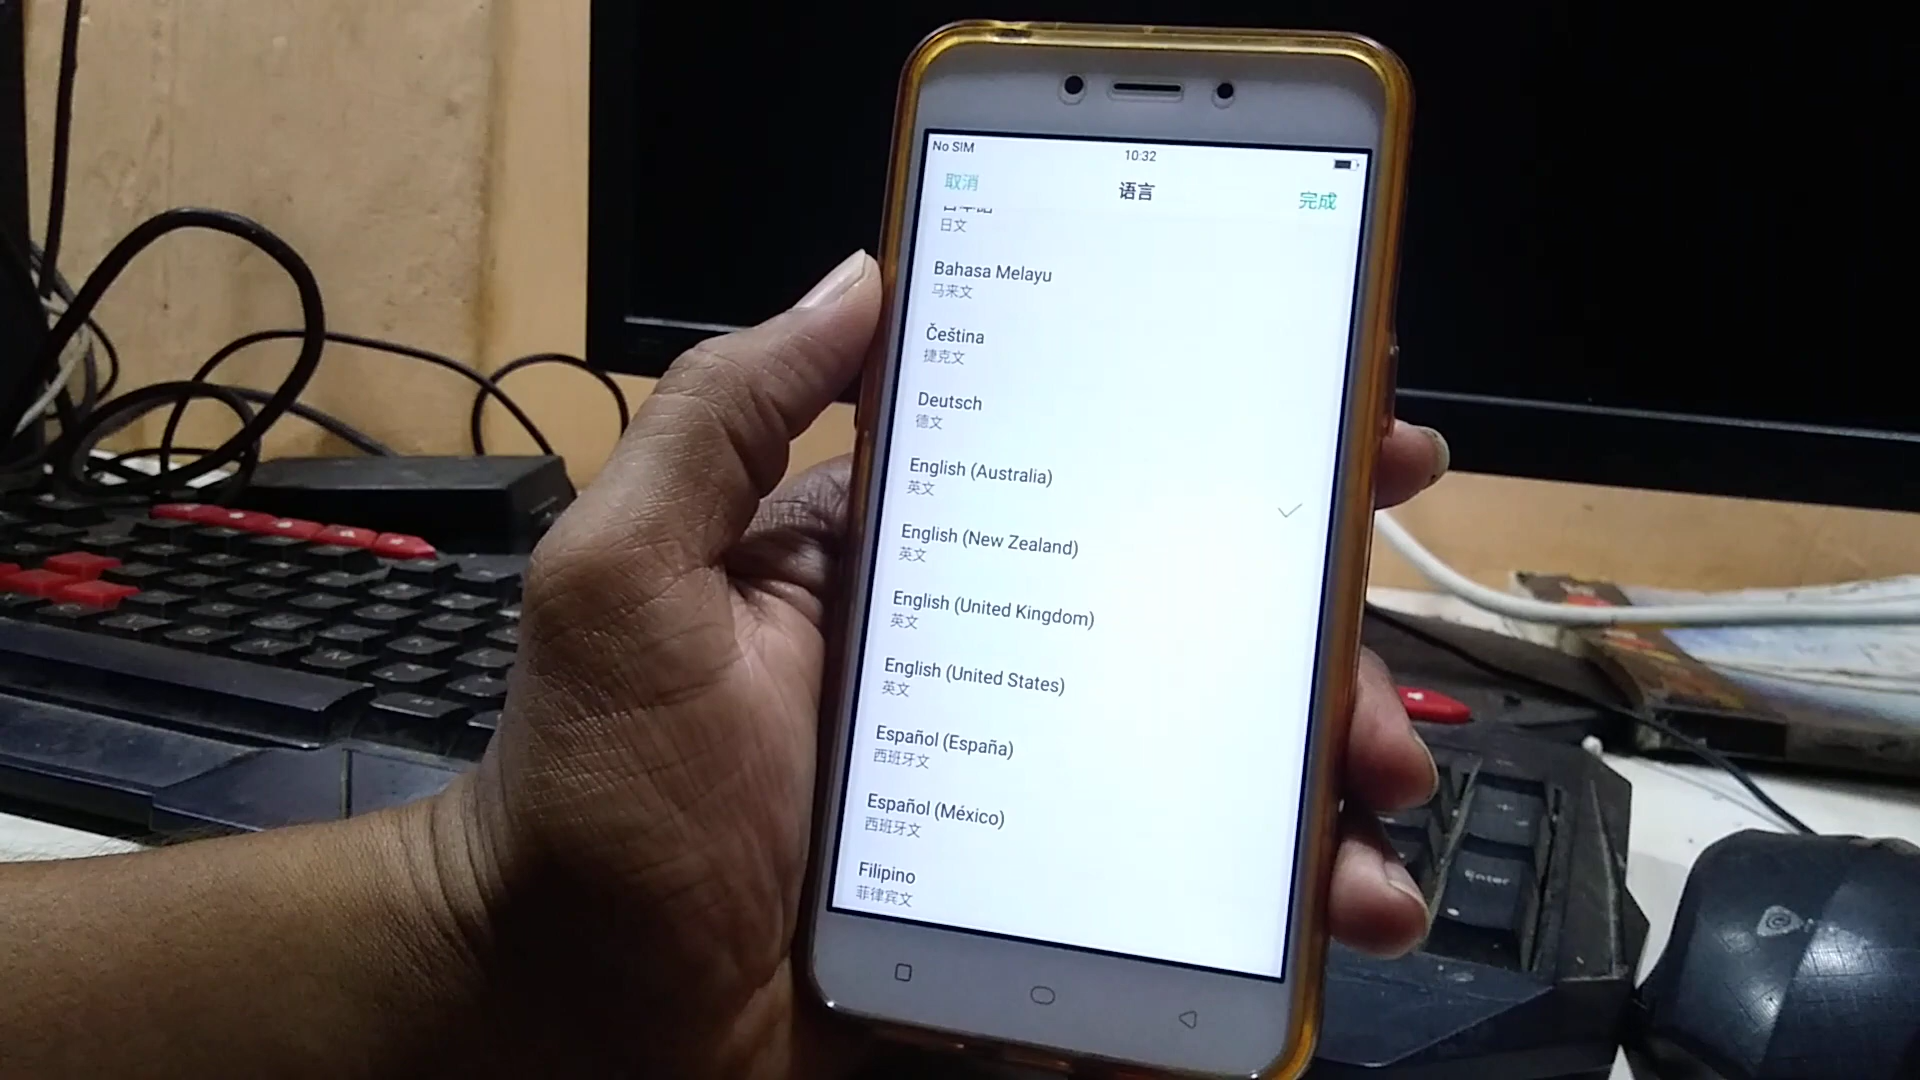 No SIM
10:32
取消
语言
完成
日文
Bahasa Melayu
马来文
Čeština
捷克文
Deutsch
德文
English (Australia)
英文
English (New Zealand)
英文
English (United Kingdom)
英文
English (United States)
英文
Español (España)
西班牙文
Español (México)
西班牙文
Filipino
菲律宾文
Enter